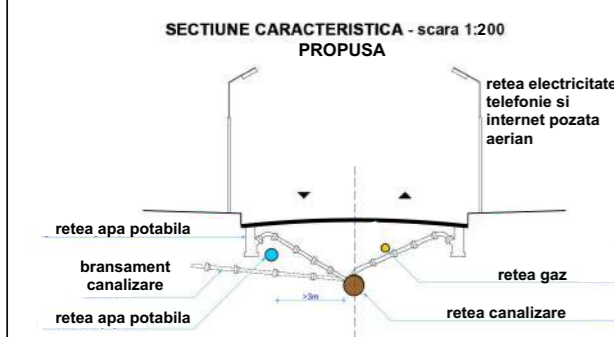 SECTIUNE CARACTERISTICA - scara 1:200
PROPUSA
retea electricitate
telefonie si
internet pozata
aerian
retea apa potabila
bransament
canalizare
retea gaz
retea apa potabila
>3m
retea canalizare